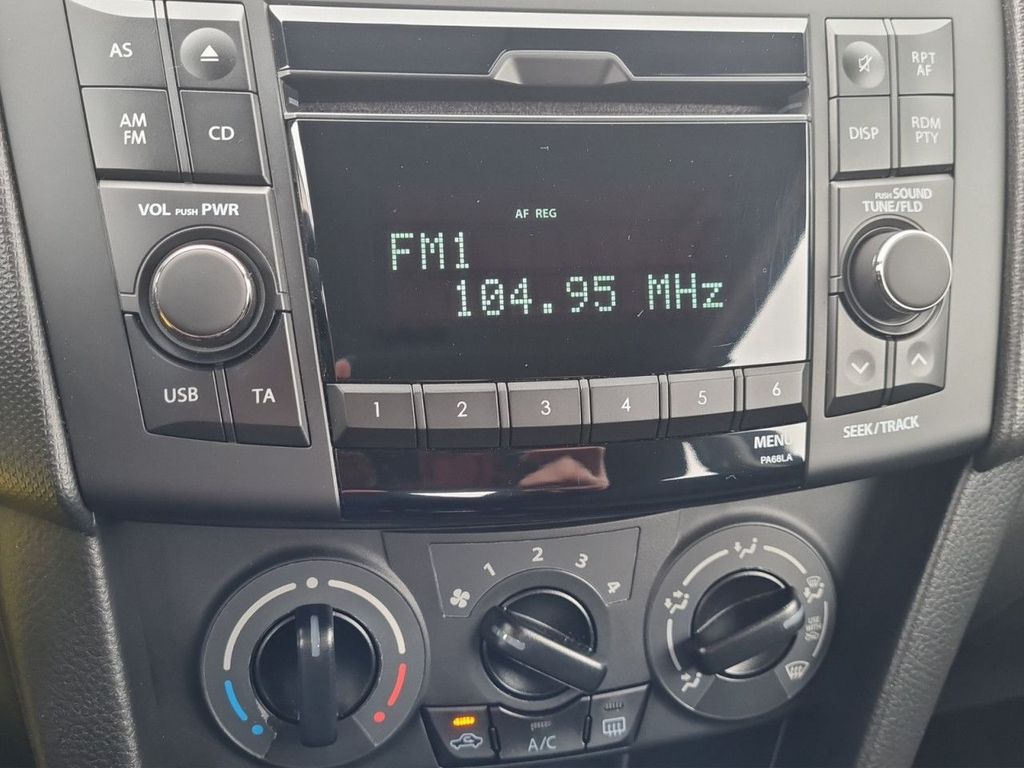 AS
AM
FM
CD
RPT
AF
DISP
RDM
PTY
VOL PUSH PWR
PUSH SOUND
TUNE/FLD
AF REG
FM1
104.95 MHz
USB
TA
1 2 3 4 5 6
MENU
PA68LA
SEEK/TRACK
1 2 3 4
A/C